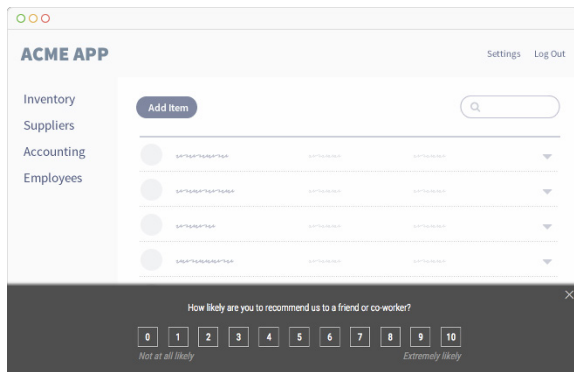 ACME APP
Settings Log Out
Inventory
Suppliers
Accounting
Employees
Add Item
How likely are you to recommend us to a friend or co-worker?
0 1 2 3 4 5 6 7 8 9 10
Not at all likely Extremely likely